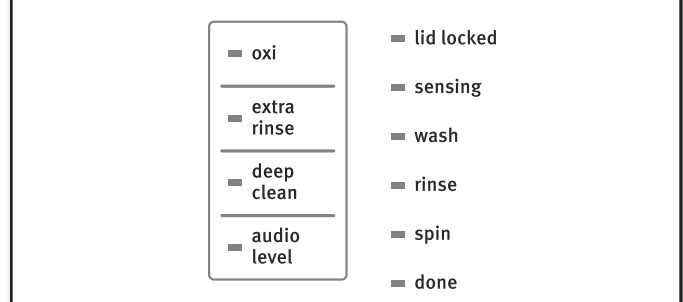 oxi
extra
rinse
deep
clean
audio
level
lid locked
sensing
wash
rinse
spin
done